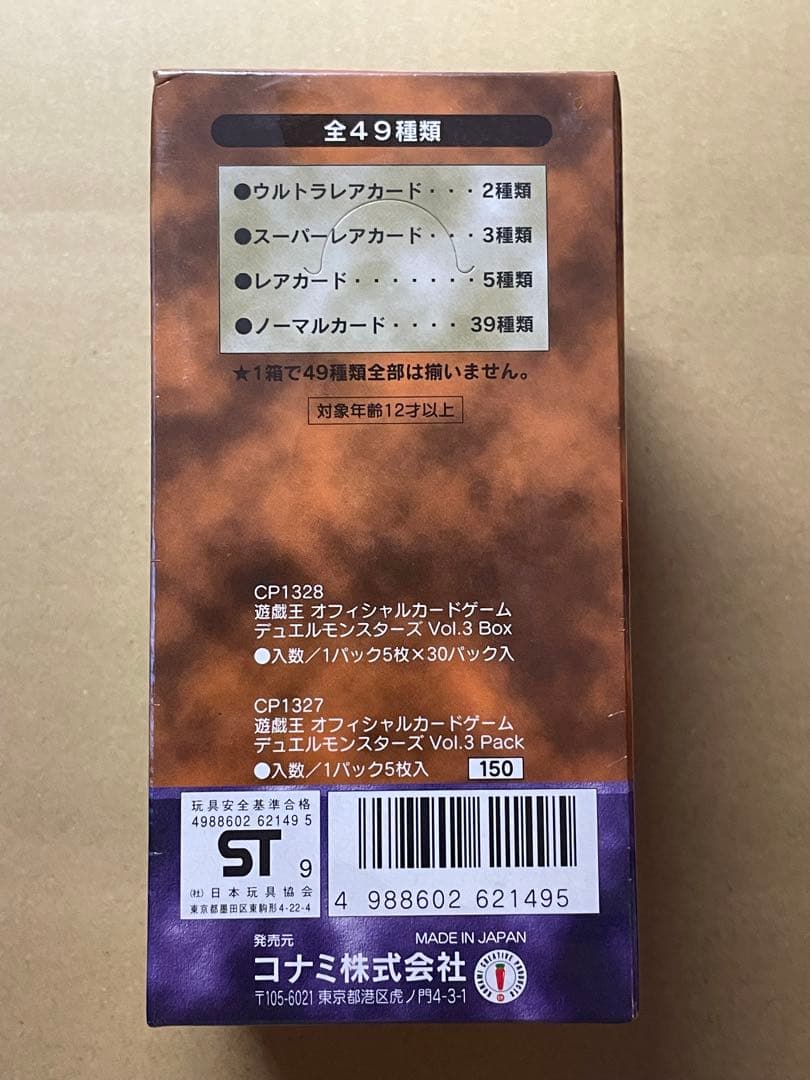 全49種類
●ウルトラレアカード・・・2種類
●スーパーレアカード・・・3種類
●レアカード・・・・・・・5種類
●ノーマルカード・・・・39種類
★1箱で49種類全部は揃いません。
対象年齢12才以上
CP1328
遊戯王 オフィシャルカードゲーム
デュエルモンスターズ Vol.3 Box
●入数/1パック5枚×30パック入
CP1327
遊戯王 オフィシャルカードゲーム
デュエルモンスターズ Vol.3 Pack
●入数/1パック5枚入 150
玩具安全基準合格
4988602 62149 5
ST 9
(社)日本玩具協会
東京都墨田区東駒形4-22-4
4 988602 621495
発売元 MADE IN JAPAN
コナミ株式会社
〒105-6021 東京都港区虎ノ門4-3-1
KONAMI CREATIVE PRODUCTS
CP